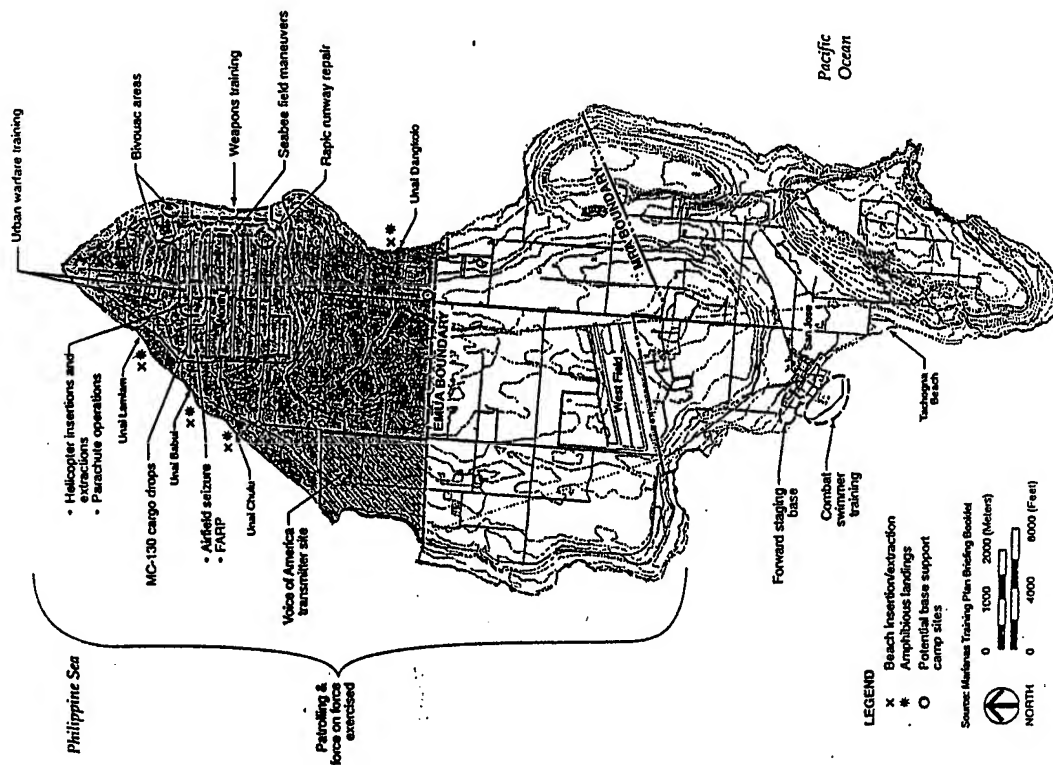 Philippine Sea
Urban warfare training
• Helicopter insertions and
extractions
• Parachute operations
Unai Lamlam
MC-130 cargo drops
Unai Babui
• Airfield seizure
• FARP
Unai Chulu
Voice of America
transmitter site
Patrolling &
force on force
exercised
Bivouac areas
Weapons training
Seabee field maneuvers
Rapic runway repair
Unai Dangkolo
EMUA BOUNDARY
BOUNDARY
West Field
San Jose
Forward staging
base
Combat
swimmer
training
Tachogna
Beach
Pacific
Ocean
LEGEND
x Beach insertion/extraction
* Amphibious landings
O Potential base support
camp sites
Source: Marianas Training Plan Briefing Booklet
0 1000 2000 (Meters)
0 4000 8000 (Feet)
NORTH